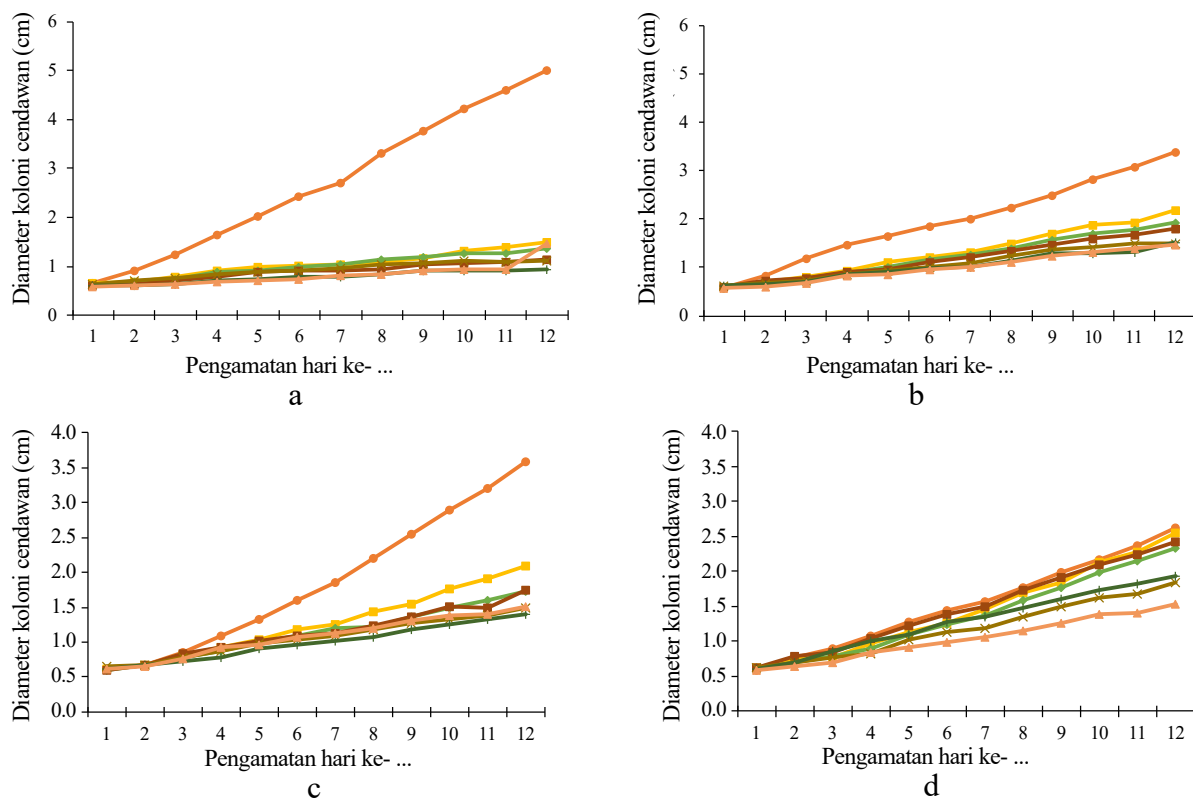 Diameter koloni cendawan (cm)
6
5
4
3
2
1
0
1 2 3 4 5 6 7 8 9 10 11 12
Pengamatan hari ke- ...
a
Diameter koloni cendawan (cm)
6
5
4
3
2
1
0
1 2 3 4 5 6 7 8 9 10 11 12
Pengamatan hari ke- ...
b
Diameter koloni cendawan (cm)
4.0
3.5
3.0
2.5
2.0
1.5
1.0
0.5
0.0
1 2 3 4 5 6 7 8 9 10 11 12
Pengamatan hari ke- ...
c
Diameter koloni cendawan (cm)
4.0
3.5
3.0
2.5
2.0
1.5
1.0
0.5
0.0
1 2 3 4 5 6 7 8 9 10 11 12
Pengamatan hari ke- ...
d